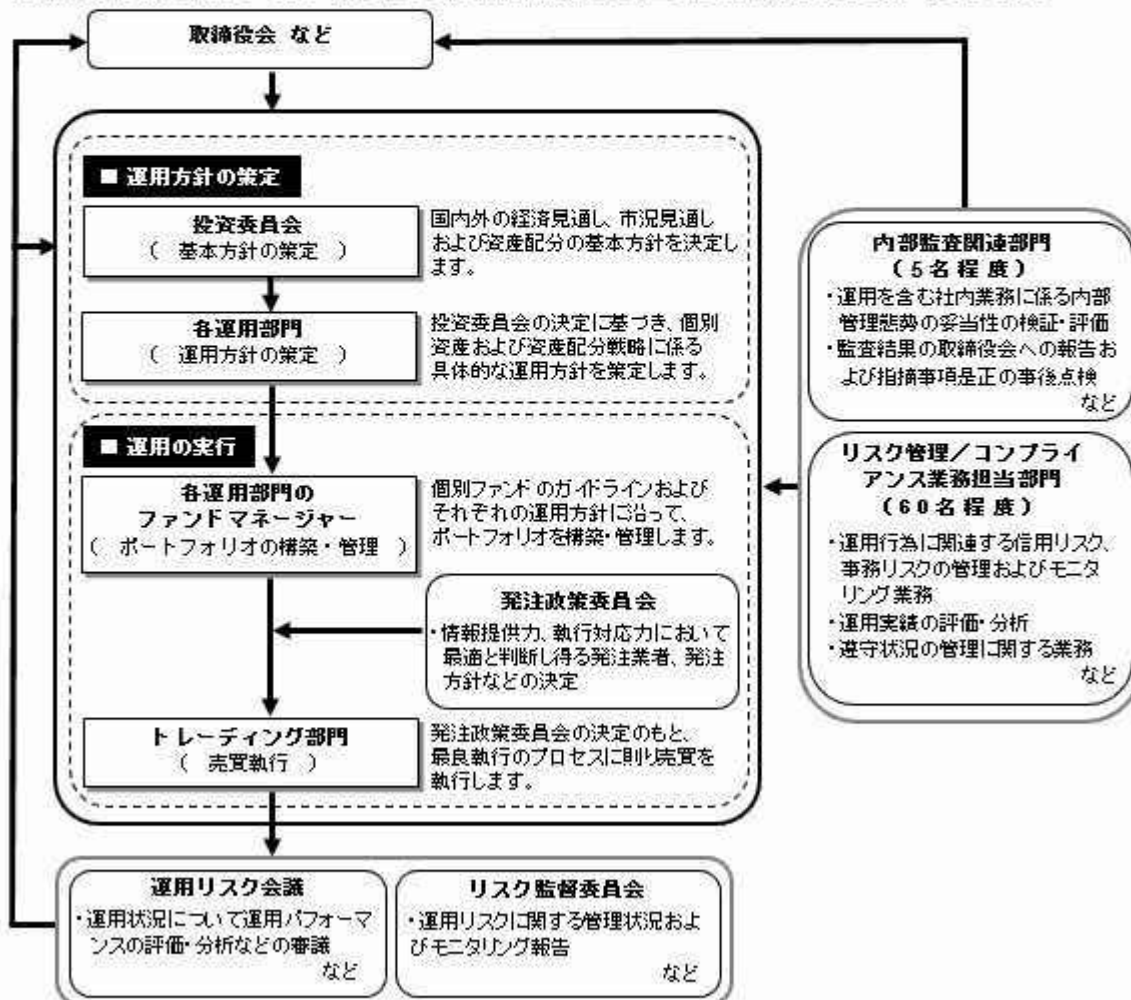 取締役会 など
■ 運用方針の策定
投資委員会
（ 基本方針の策定 ）
国内外の経済見通し、市況見通し
および資産配分の基本方針を決定し
ます。
各運用部門
（ 運用方針の策定 ）
投資委員会の決定に基づき、個別
資産および資産配分戦略に係る
具体的な運用方針を策定します。
■ 運用の実行
各運用部門の
ファンドマネージャー
（ ポートフォリオの構築・管理 ）
個別ファンドのガイドラインおよび
それぞれの運用方針に沿って、
ポートフォリオを構築・管理します。
発注政策委員会
・情報提供力、執行対応力において
最適と判断し得る発注業者、発注
方針などの決定
トレーディング部門
（ 売買執行 ）
発注政策委員会の決定のもと、
最良執行のプロセスに則り売買を
執行します。
内部監査関連部門
（5名程度）
・運用を含む社内業務に係る内部
管理態勢の妥当性の検証・評価
・監査結果の取締役会への報告お
よび指摘事項是正の事後点検
など
リスク管理／コンプライ
アンス業務担当部門
（60名程度）
・運用行為に関連する信用リスク、
事務リスクの管理およびモニタ
リング業務
・運用実績の評価・分析
・遵守状況の管理に関する業務
など
運用リスク会議
・運用状況について運用パフォーマ
ンスの評価・分析などの審議
など
リスク監督委員会
・運用リスクに関する管理状況およ
びモニタリング報告
など